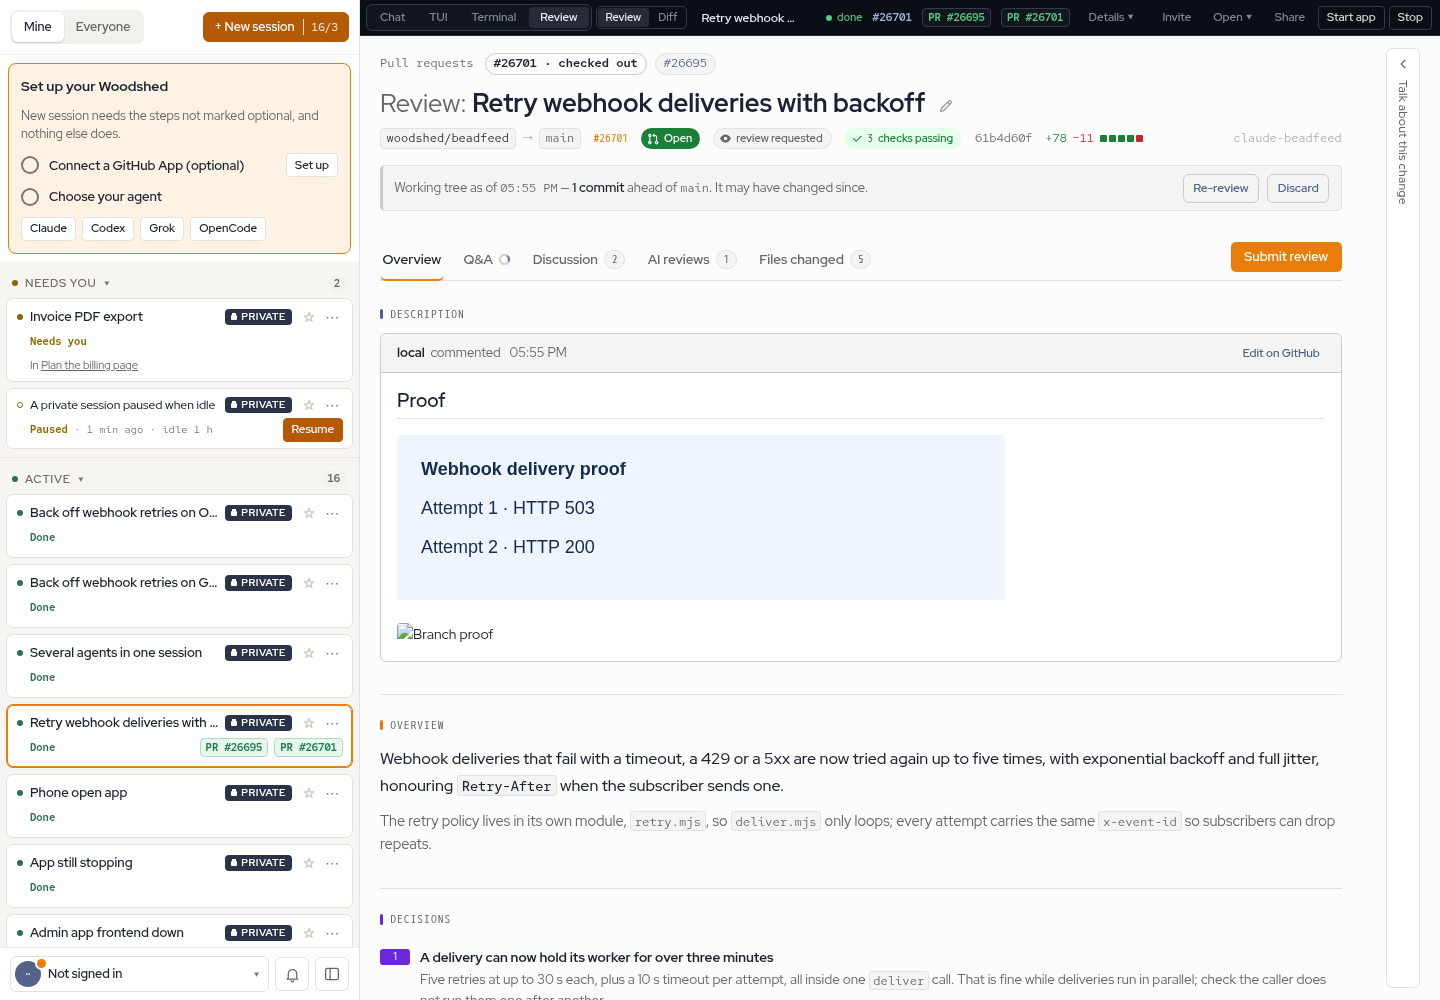 Mine
Everyone
+ New session
16/3
Set up your Woodshed
New session needs the steps not marked optional, and
nothing else does.
Connect a GitHub App (optional)
Set up
Choose your agent
Claude
Codex
Grok
OpenCode
NEEDS YOU
2
Invoice PDF export
PRIVATE
Needs you
In Plan the billing page
A private session paused when idle
PRIVATE
Paused · 1 min ago · idle 1 h
Resume
ACTIVE
16
Back off webhook retries on O...
PRIVATE
Done
Back off webhook retries on G...
PRIVATE
Done
Several agents in one session
PRIVATE
Done
Retry webhook deliveries with ...
PRIVATE
Done
PR #26695
PR #26701
Phone open app
PRIVATE
Done
App still stopping
PRIVATE
Done
Admin app frontend down
PRIVATE
Not signed in
Chat
TUI
Terminal
Review
Review
Diff
Retry webhook ...
done
#26701
PR #26695
PR #26701
Details
Invite
Open
Share
Start app
Stop
Pull requests
#26701 · checked out
#26695
Review: Retry webhook deliveries with backoff
woodshed/beadfeed → main
#26701
Open
review requested
3 checks passing
61b4d60f
+78 −11
claude-beadfeed
Working tree as of 05:55 PM — 1 commit ahead of main. It may have changed since.
Re-review
Discard
Overview
Q&A
Discussion 2
AI reviews 1
Files changed 5
Submit review
DESCRIPTION
local commented 05:55 PM
Edit on GitHub
Proof
Webhook delivery proof
Attempt 1 · HTTP 503
Attempt 2 · HTTP 200
Branch proof
OVERVIEW
Webhook deliveries that fail with a timeout, a 429 or a 5xx are now tried again up to five times, with exponential backoff and full jitter,
honouring Retry-After when the subscriber sends one.
The retry policy lives in its own module, retry.mjs, so deliver.mjs only loops; every attempt carries the same x-event-id so subscribers can drop
repeats.
DECISIONS
1
A delivery can now hold its worker for over three minutes
Five retries at up to 30 s each, plus a 10 s timeout per attempt, all inside one deliver call. That is fine while deliveries run in parallel; check the caller does
not run them one after another.
Talk about this change